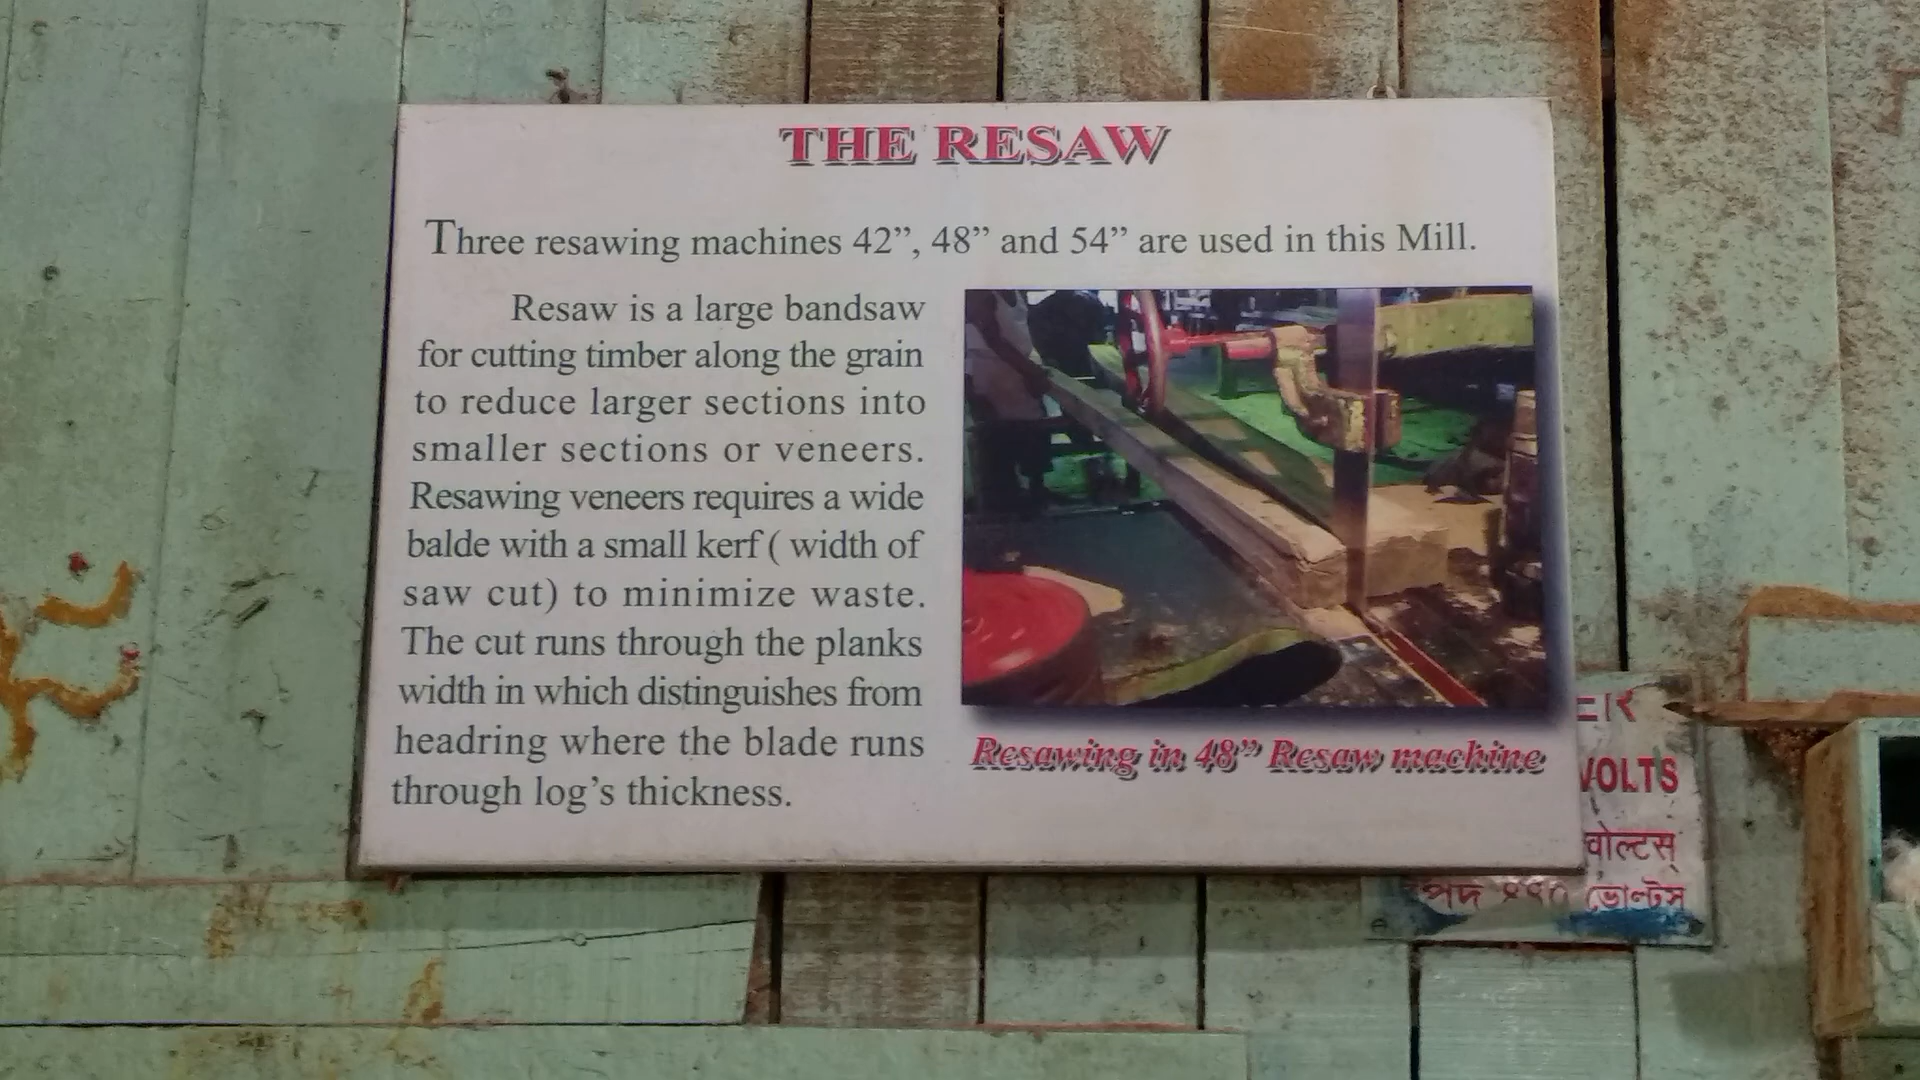 THE RESAW
Three resawing machines 42”, 48” and 54” are used in this Mill.
Resaw is a large bandsaw
for cutting timber along the grain
to reduce larger sections into
smaller sections or veneers.
Resawing veneers requires a wide
balde with a small kerf ( width of
saw cut) to minimize waste.
The cut runs through the planks
width in which distinguishes from
headring where the blade runs
through log’s thickness.
Resawing in 48” Resaw machine
VOLTS
वोल्टस्
ভোল্টস